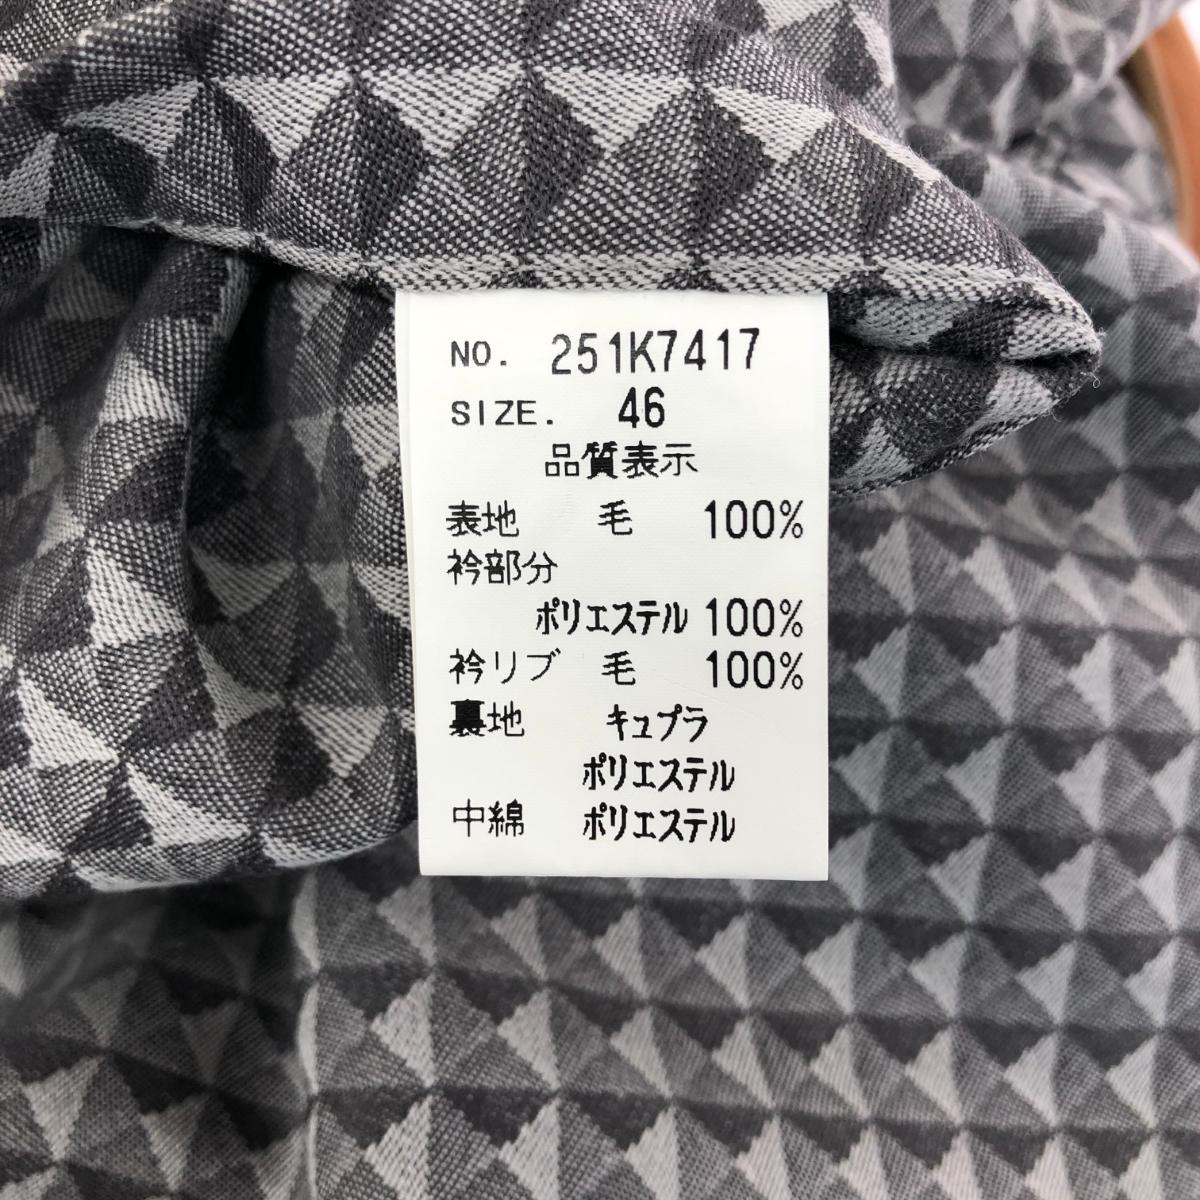 NO. 251K7417
SIZE. 46
品質表示
表地 毛 100%
衿部分
ポリエステル 100%
衿リブ 毛 100%
裏地 キュプラ
ポリエステル
中綿 ポリエステル